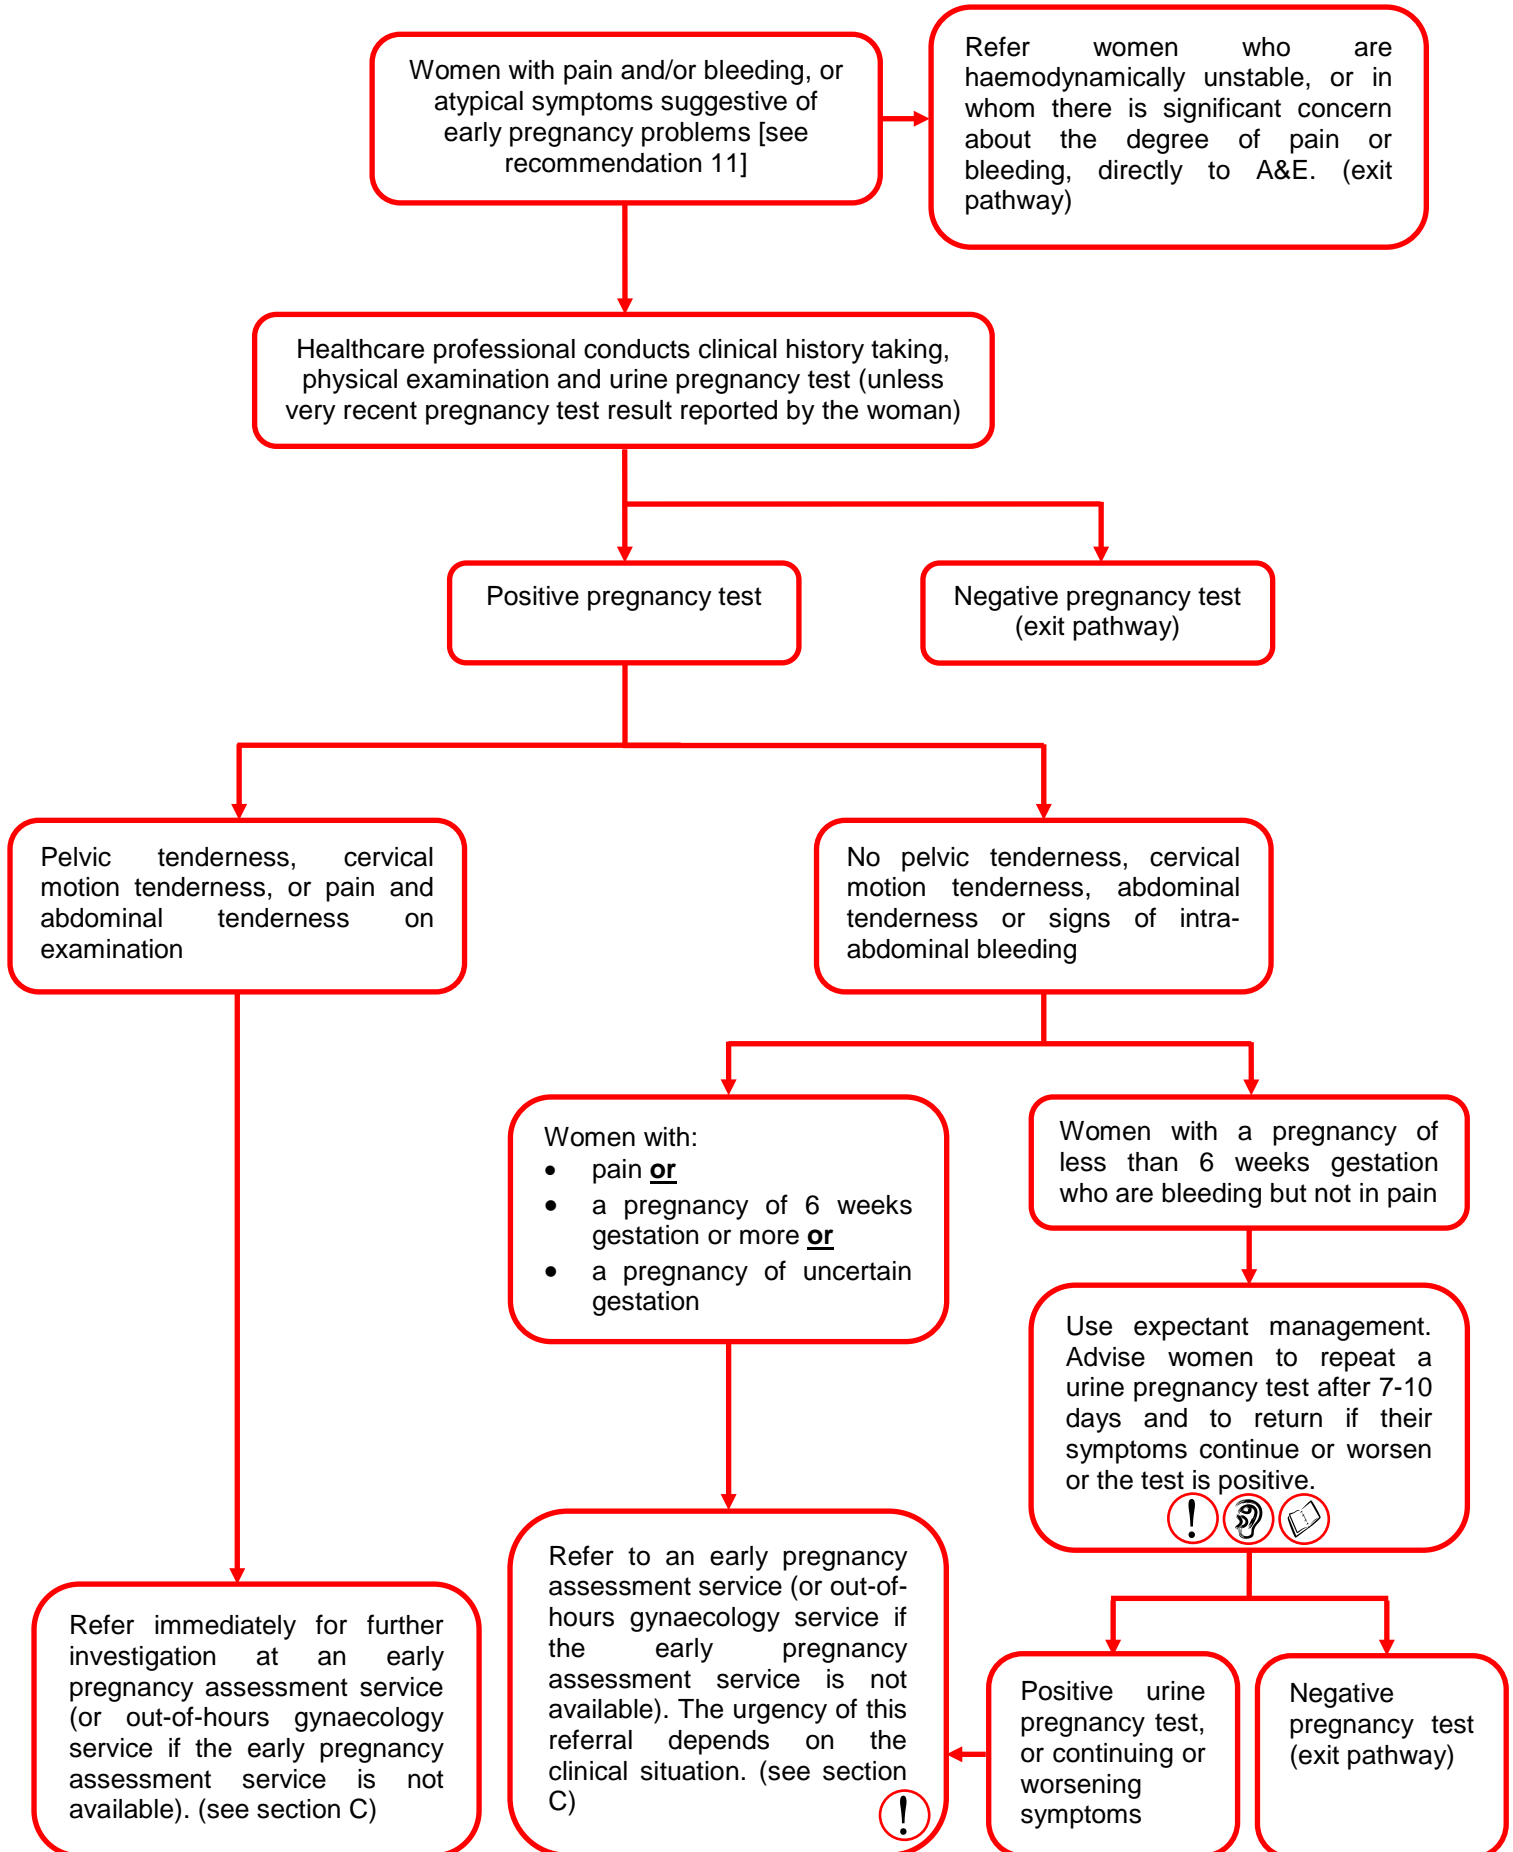 Women with pain and/or bleeding, or
atypical symptoms suggestive of
early pregnancy problems [see
recommendation 11]
Refer women who are
haemodynamically unstable, or in
whom there is significant concern
about the degree of pain or
bleeding, directly to A&E. (exit
pathway)
Healthcare professional conducts clinical history taking,
physical examination and urine pregnancy test (unless
very recent pregnancy test result reported by the woman)
Positive pregnancy test
Negative pregnancy test
(exit pathway)
Pelvic tenderness, cervical
motion tenderness, or pain and
abdominal tenderness on
examination
No pelvic tenderness, cervical
motion tenderness, abdominal
tenderness or signs of intra-
abdominal bleeding
Women with:
• pain or
• a pregnancy of 6 weeks
gestation or more or
• a pregnancy of uncertain
gestation
Women with a pregnancy of
less than 6 weeks gestation
who are bleeding but not in pain
Use expectant management.
Advise women to repeat a
urine pregnancy test after 7-10
days and to return if their
symptoms continue or worsen
or the test is positive.
!
Refer immediately for further
investigation at an early
pregnancy assessment service
(or out-of-hours gynaecology
service if the early pregnancy
assessment service is not
available). (see section C)
Refer to an early pregnancy
assessment service (or out-of-
hours gynaecology service if
the early pregnancy
assessment service is not
available). The urgency of this
referral depends on the
clinical situation. (see section
C)
!
Positive urine
pregnancy test,
or continuing or
worsening
symptoms
Negative
pregnancy test
(exit pathway)